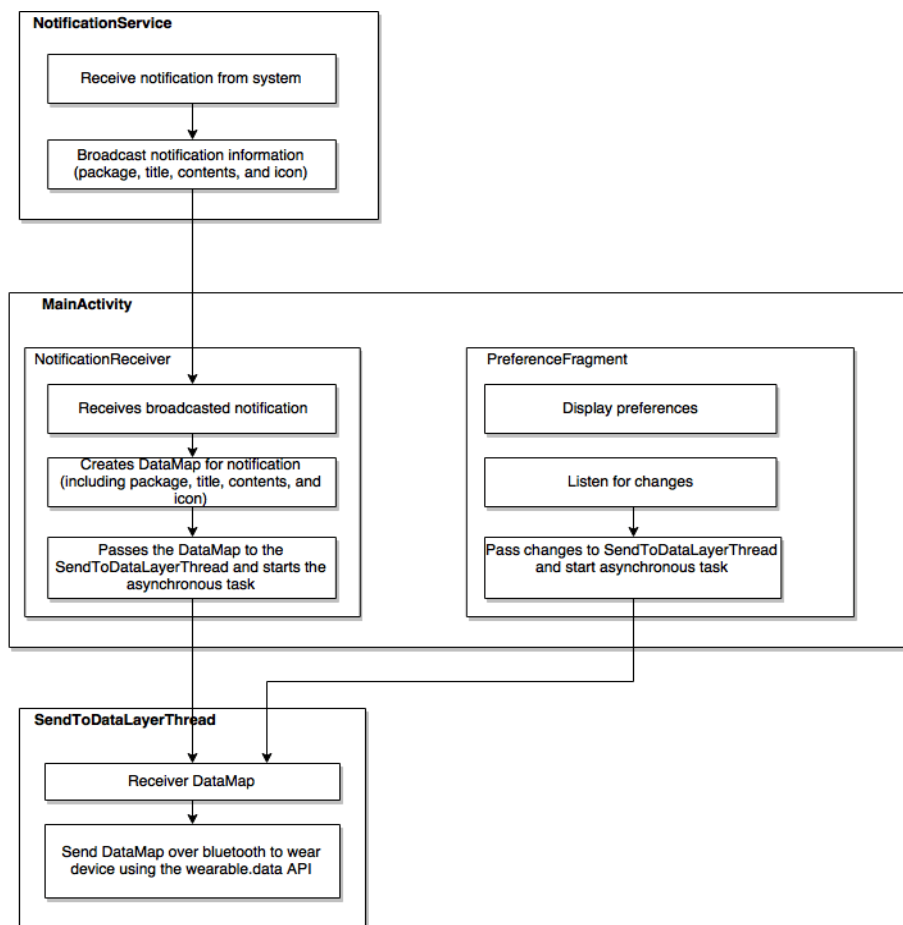 NotificationService
Receive notification from system
Broadcast notification information
(package, title, contents, and icon)
MainActivity
NotificationReceiver
Receives broadcasted notification
Creates DataMap for notification
(including package, title, contents, and
icon)
Passes the DataMap to the
SendToDataLayerThread and starts the
asynchronous task
PreferenceFragment
Display preferences
Listen for changes
Pass changes to SendToDataLayerThread
and start asynchronous task
SendToDataLayerThread
Receiver DataMap
Send DataMap over bluetooth to wear
device using the wearable.data API